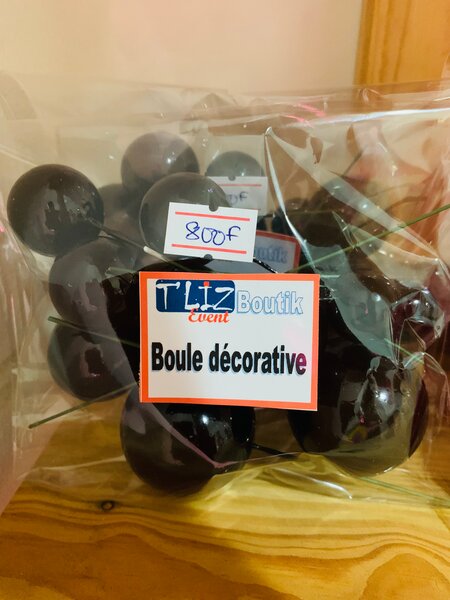 800f
T'LIZ Boutik
Event
Boule décorative